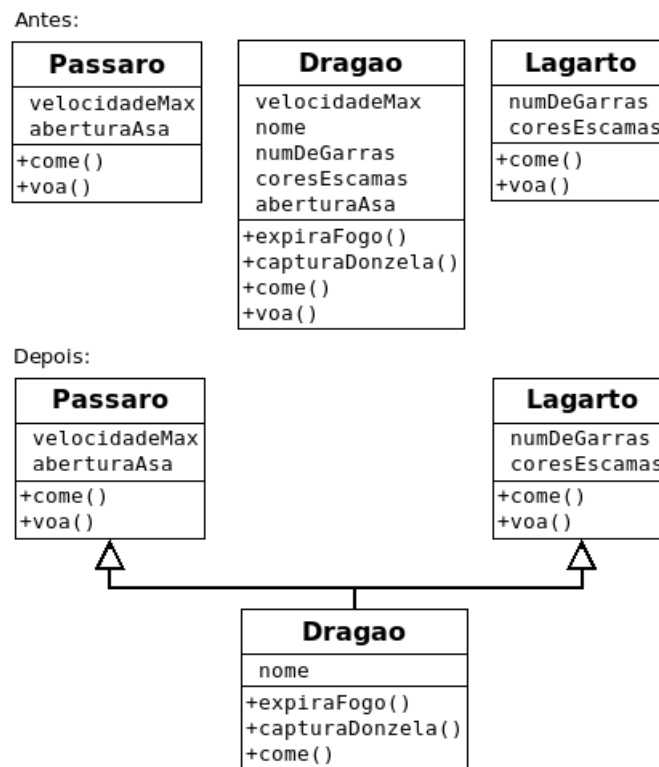 Antes:
Passaro
velocidadeMax
aberturaAsa
+come()
+voa()
Dragao
velocidadeMax
nome
numDeGarras
coresEscamas
aberturaAsa
+expiraFogo()
+capturaDonzela()
+come()
+voa()
Lagarto
numDeGarras
coresEscamas
+come()
+voa()
Depois:
Passaro
velocidadeMax
aberturaAsa
+come()
+voa()
Lagarto
numDeGarras
coresEscamas
+come()
+voa()
Dragao
nome
+expiraFogo()
+capturaDonzela()
+come()